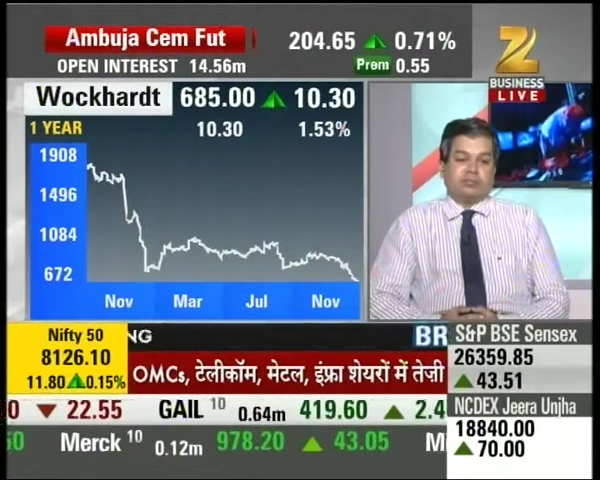 Ambuja Cem Fut
204.65 0.71%
OPEN INTEREST 14.56m
Prem 0.55
Z
BUSINESS
LIVE
Wockhardt 685.00 10.30
1 YEAR 10.30 1.53%
1908
1496
1084
672
Nov Mar Jul Nov
Nifty 50
8126.10
11.80 0.15%
NG
BR
OMCs, टेलीकॉम, मेटल, इंफ्रा शेयरों में तेज़ी
S&P BSE Sensex
26359.85
43.51
NCDEX Jeera Unjha
18840.00
70.00
0 22.55 GAIL 10 0.64m 419.60 2.4
50 Merck 10 0.12m 978.20 43.05 M